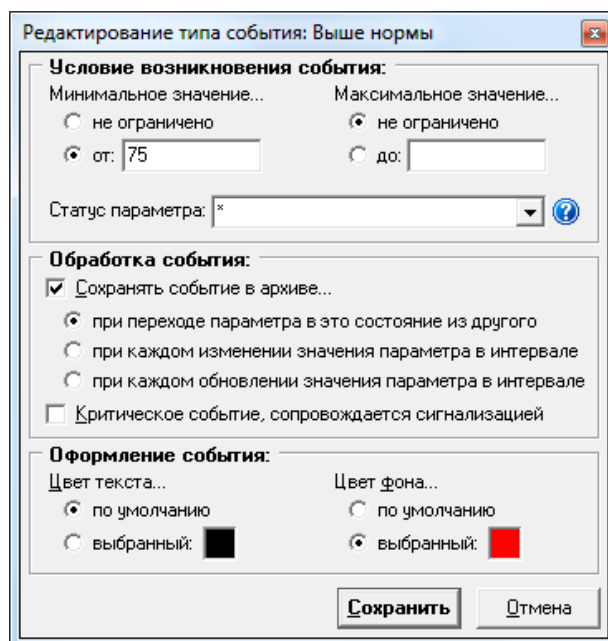 Редактирование типа события: Выше нормы
Условие возникновения события:
Минимальное значение... Максимальное значение...
не ограничено не ограничено
от: 75 до:
Статус параметра: *
Обработка события:
Сохранять событие в архиве...
при переходе параметра в это состояние из другого
при каждом изменении значения параметра в интервале
при каждом обновлении значения параметра в интервале
Критическое событие, сопровождается сигнализацией
Оформление события:
Цвет текста... Цвет фона...
по умолчанию по умолчанию
выбранный: выбранный:
Сохранить Отмена